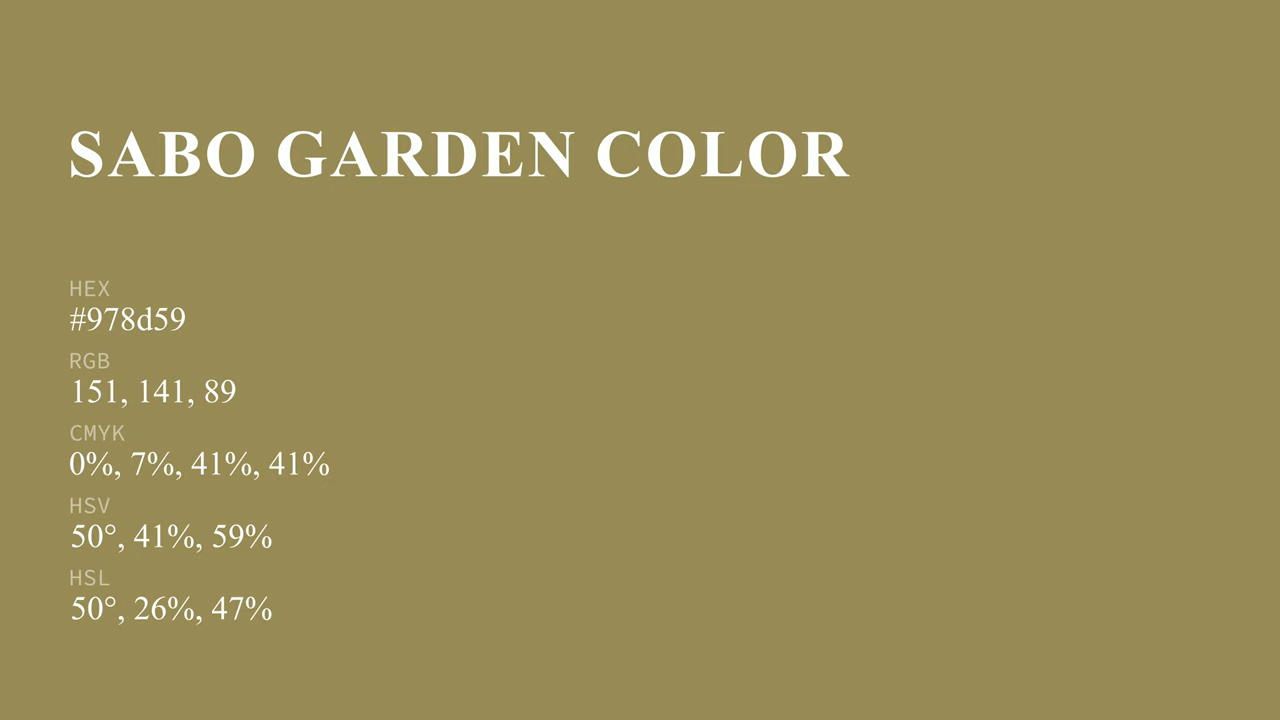 SABO GARDEN COLOR
HEX
#978d59
RGB
151, 141, 89
CMYK
0%, 7%, 41%, 41%
HSV
50°, 41%, 59%
HSL
50°, 26%, 47%